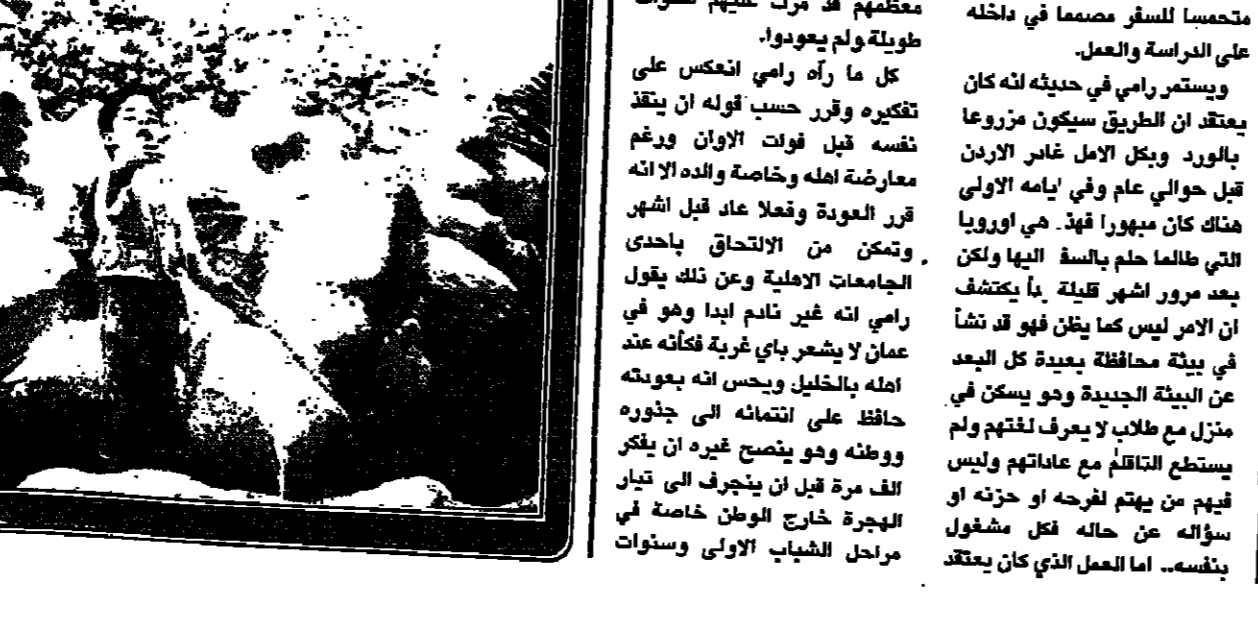 متحمسا للسفر مصمما في داخله
على الدراسة والعمل.
ويستمر رامي في حديثه انه كان
يعتقد ان الطريق سيكون مزروعا
بالورد وبكل الامل غادر الاردن
قبل حوالي عام وفي ايامه الاولى
هناك كان مبهورا فهذ هي اوروبا
التي طالما حلم بالسف اليها ولكن
بعد مرور اشهر قليلة بدأ يكتشف
ان الامر ليس كما يظن فهو قد نشأ
في بيئة محافظة بعيدة كل البعد
عن البيئة الجديدة وهو يسكن في
منزل مع طلاب لا يعرف لغتهم ولم
يستطع التاقلم مع عاداتهم وليس
فيهم من يهتم لفرحه او حزنه او
سؤاله عن حاله فكل مشغول
بنفسه.. اما العمل الذي كان يعتقد
معظمهم قد مرت عليهم سنوات
طويلة ولم يعودوا.
كل ما رآه رامي انعكس على
تفكيره وقرر حسب قوله ان ينقذ
نفسه قبل فوات الاوان ورغم
معارضة اهله وخاصة والده الا انه
قرر العودة وفعلا عاد قبل اشهر
وتمكن من الالتحاق باحدى
الجامعات الاهلية وعن ذلك يقول
رامي انه غير نادم ابدا وهو في
عمان لا يشعر باي غربة فكأنه عند
اهله بالخليل ويحس انه بعودته
حافظ على انتمائه الى جذوره
ووطنه وهو ينصح غيره ان يفكر
الف مرة قبل ان ينجرف الى تيار
الهجرة خارج الوطن خاصة في
مراحل الشباب الاولى وسنوات